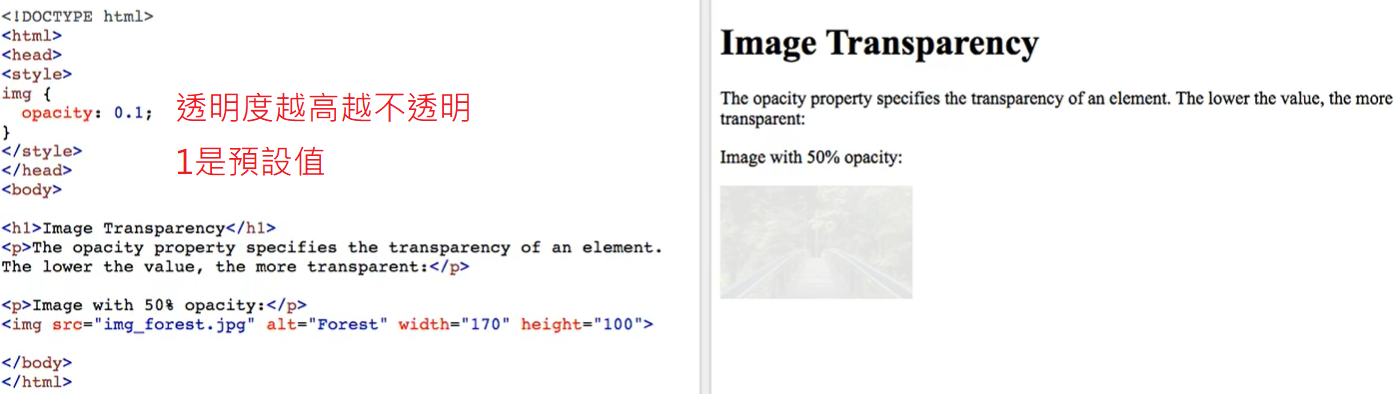 <!DOCTYPE html>
<html>
<head>
<style>
img {
  opacity: 0.1; 透明度越高越不透明
}
1是預設值
</style>
</head>
<body>

<h1>Image Transparency</h1>
<p>The opacity property specifies the transparency of an element.
The lower the value, the more transparent:</p>

<p>Image with 50% opacity:</p>
<img src="img_forest.jpg" alt="Forest" width="170" height="100">

</body>
</html>
Image Transparency
The opacity property specifies the transparency of an element. The lower the value, the more
transparent:
Image with 50% opacity: